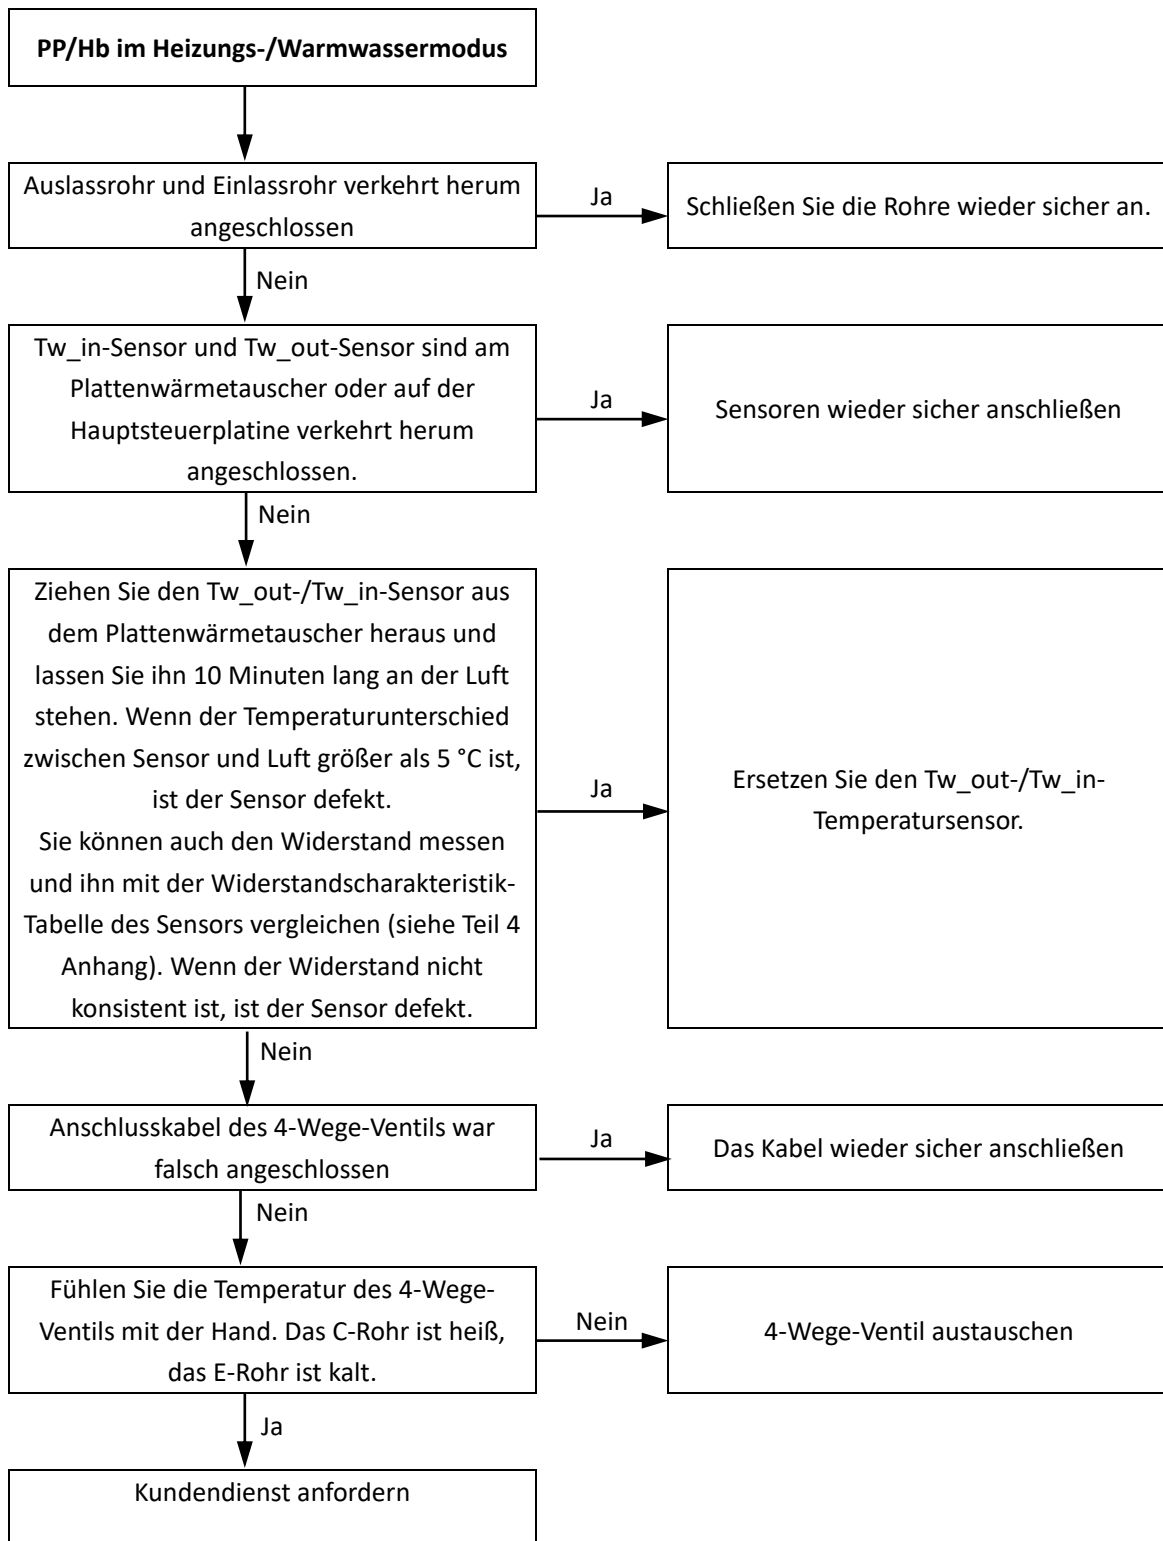 PP/Hb im Heizungs-/Warmwassermodus
Auslassrohr und Einlassrohr verkehrt herum
angeschlossen
Ja
Schließen Sie die Rohre wieder sicher an.
Nein
Tw_in-Sensor und Tw_out-Sensor sind am
Plattenwärmetauscher oder auf der
Hauptsteuerplatine verkehrt herum
angeschlossen.
Ja
Sensoren wieder sicher anschließen
Nein
Ziehen Sie den Tw_out-/Tw_in-Sensor aus
dem Plattenwärmetauscher heraus und
lassen Sie ihn 10 Minuten lang an der Luft
stehen. Wenn der Temperaturunterschied
zwischen Sensor und Luft größer als 5 °C ist,
ist der Sensor defekt.
Sie können auch den Widerstand messen
und ihn mit der Widerstandscharakteristik-
Tabelle des Sensors vergleichen (siehe Teil 4
Anhang). Wenn der Widerstand nicht
konsistent ist, ist der Sensor defekt.
Ja
Ersetzen Sie den Tw_out-/Tw_in-
Temperatursensor.
Nein
Anschlusskabel des 4-Wege-Ventils war
falsch angeschlossen
Ja
Das Kabel wieder sicher anschließen
Nein
Fühlen Sie die Temperatur des 4-Wege-
Ventils mit der Hand. Das C-Rohr ist heiß,
das E-Rohr ist kalt.
Nein
4-Wege-Ventil austauschen
Ja
Kundendienst anfordern